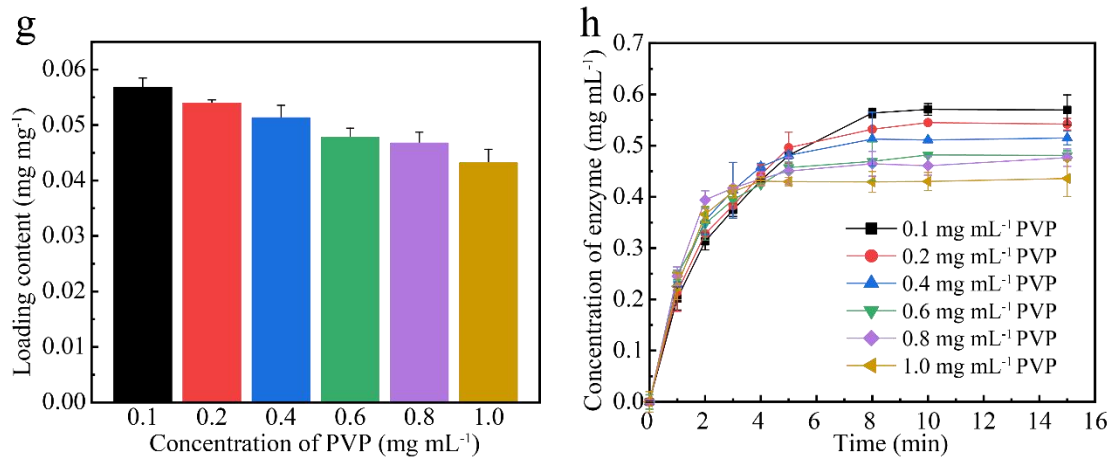 g
Loading content (mg mg⁻¹)
0.06
0.05
0.04
0.03
0.02
0.01
0.00
0.1 0.2 0.4 0.6 0.8 1.0
Concentration of PVP (mg mL⁻¹)
h
Concentration of enzyme (mg mL⁻¹)
0.7
0.6
0.5
0.4
0.3
0.2
0.1
0.0
0.1 mg mL⁻¹ PVP
0.2 mg mL⁻¹ PVP
0.4 mg mL⁻¹ PVP
0.6 mg mL⁻¹ PVP
0.8 mg mL⁻¹ PVP
1.0 mg mL⁻¹ PVP
0 2 4 6 8 10 12 14 16
Time (min)